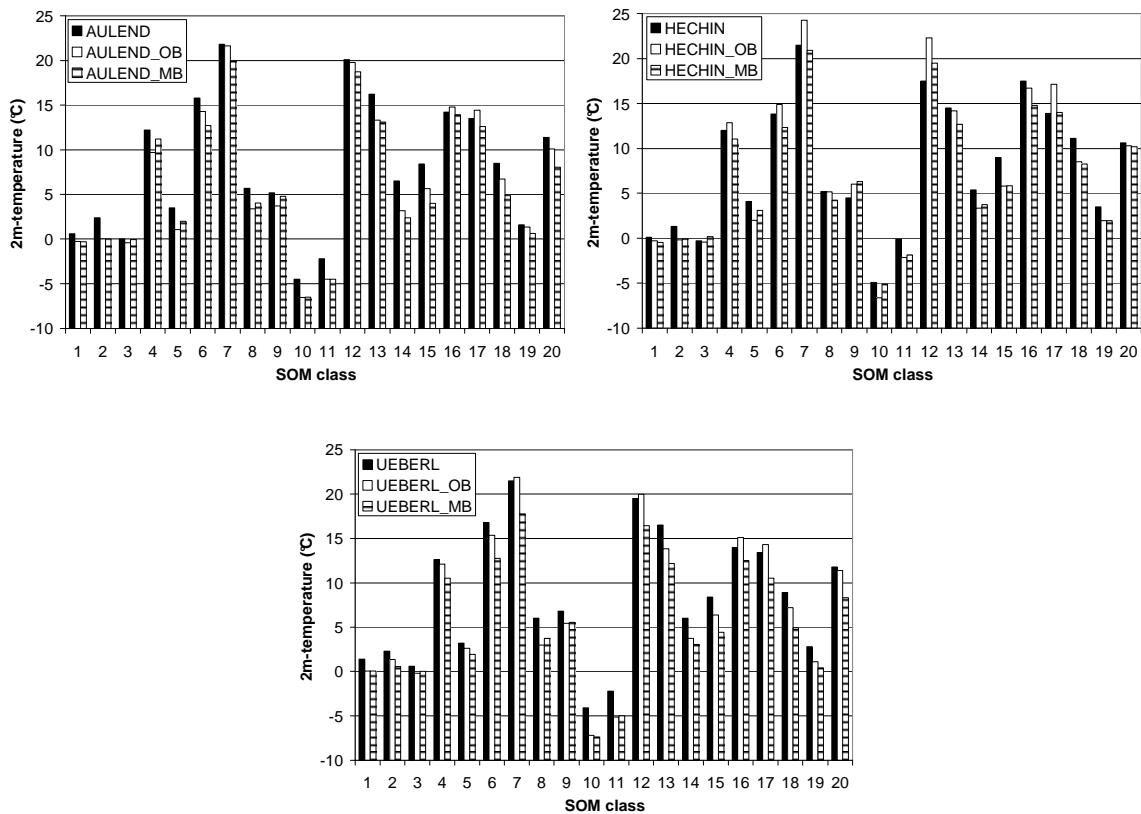 25
20
15
10
5
0
-5
-10
2m-temperature (°C)
AULEND
AULEND_OB
AULEND_MB
1 2 3 4 5 6 7 8 9 10 11 12 13 14 15 16 17 18 19 20
SOM class
25
20
15
10
5
0
-5
-10
2m-temperature (°C)
HECHIN
HECHIN_OB
HECHIN_MB
1 2 3 4 5 6 7 8 9 10 11 12 13 14 15 16 17 18 19 20
SOM class
25
20
15
10
5
0
-5
-10
2m-temperature (°C)
UEBERL
UEBERL_OB
UEBERL_MB
1 2 3 4 5 6 7 8 9 10 11 12 13 14 15 16 17 18 19 20
SOM class